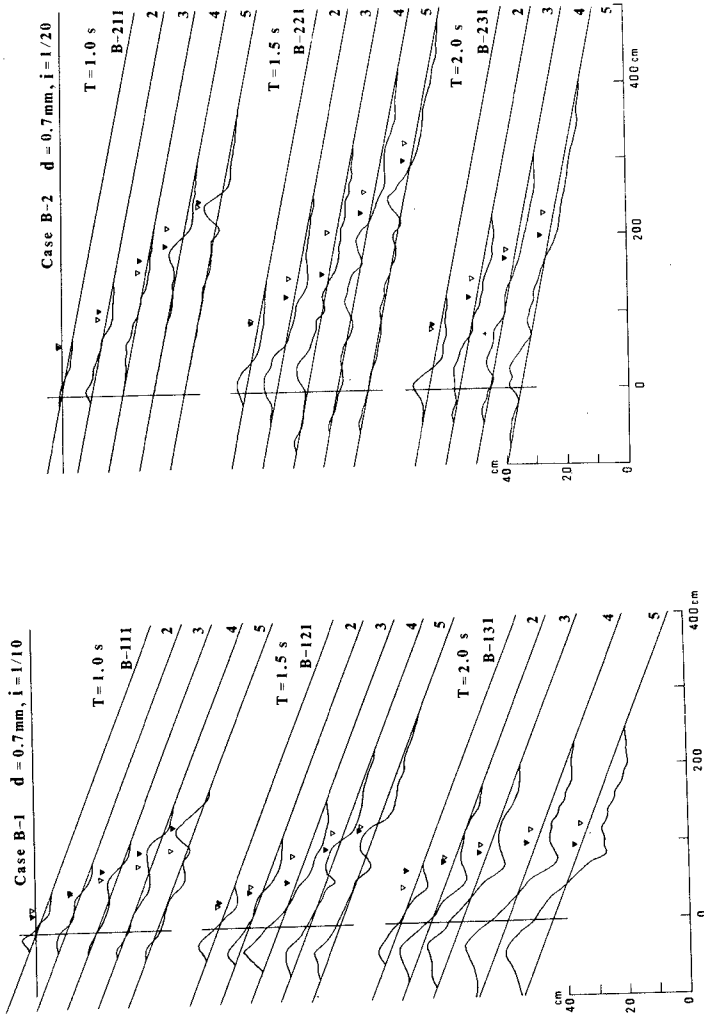 Case B-1 d = 0.7mm, i=1/10
T = 1.0 s
B-111
2
3
4
5
T = 1.5 s
B-121
2
3
4
5
T = 2.0 s
B-131
2
3
4
5
cm
40
20
0
0
200
400 cm
Case B-2 d = 0.7mm, i=1/20
T = 1.0 s
B-211
2
3
4
5
T = 1.5 s
B-221
2
3
4
5
T = 2.0 s
B-231
2
3
4
5
cm
40
20
0
0
200
400 cm